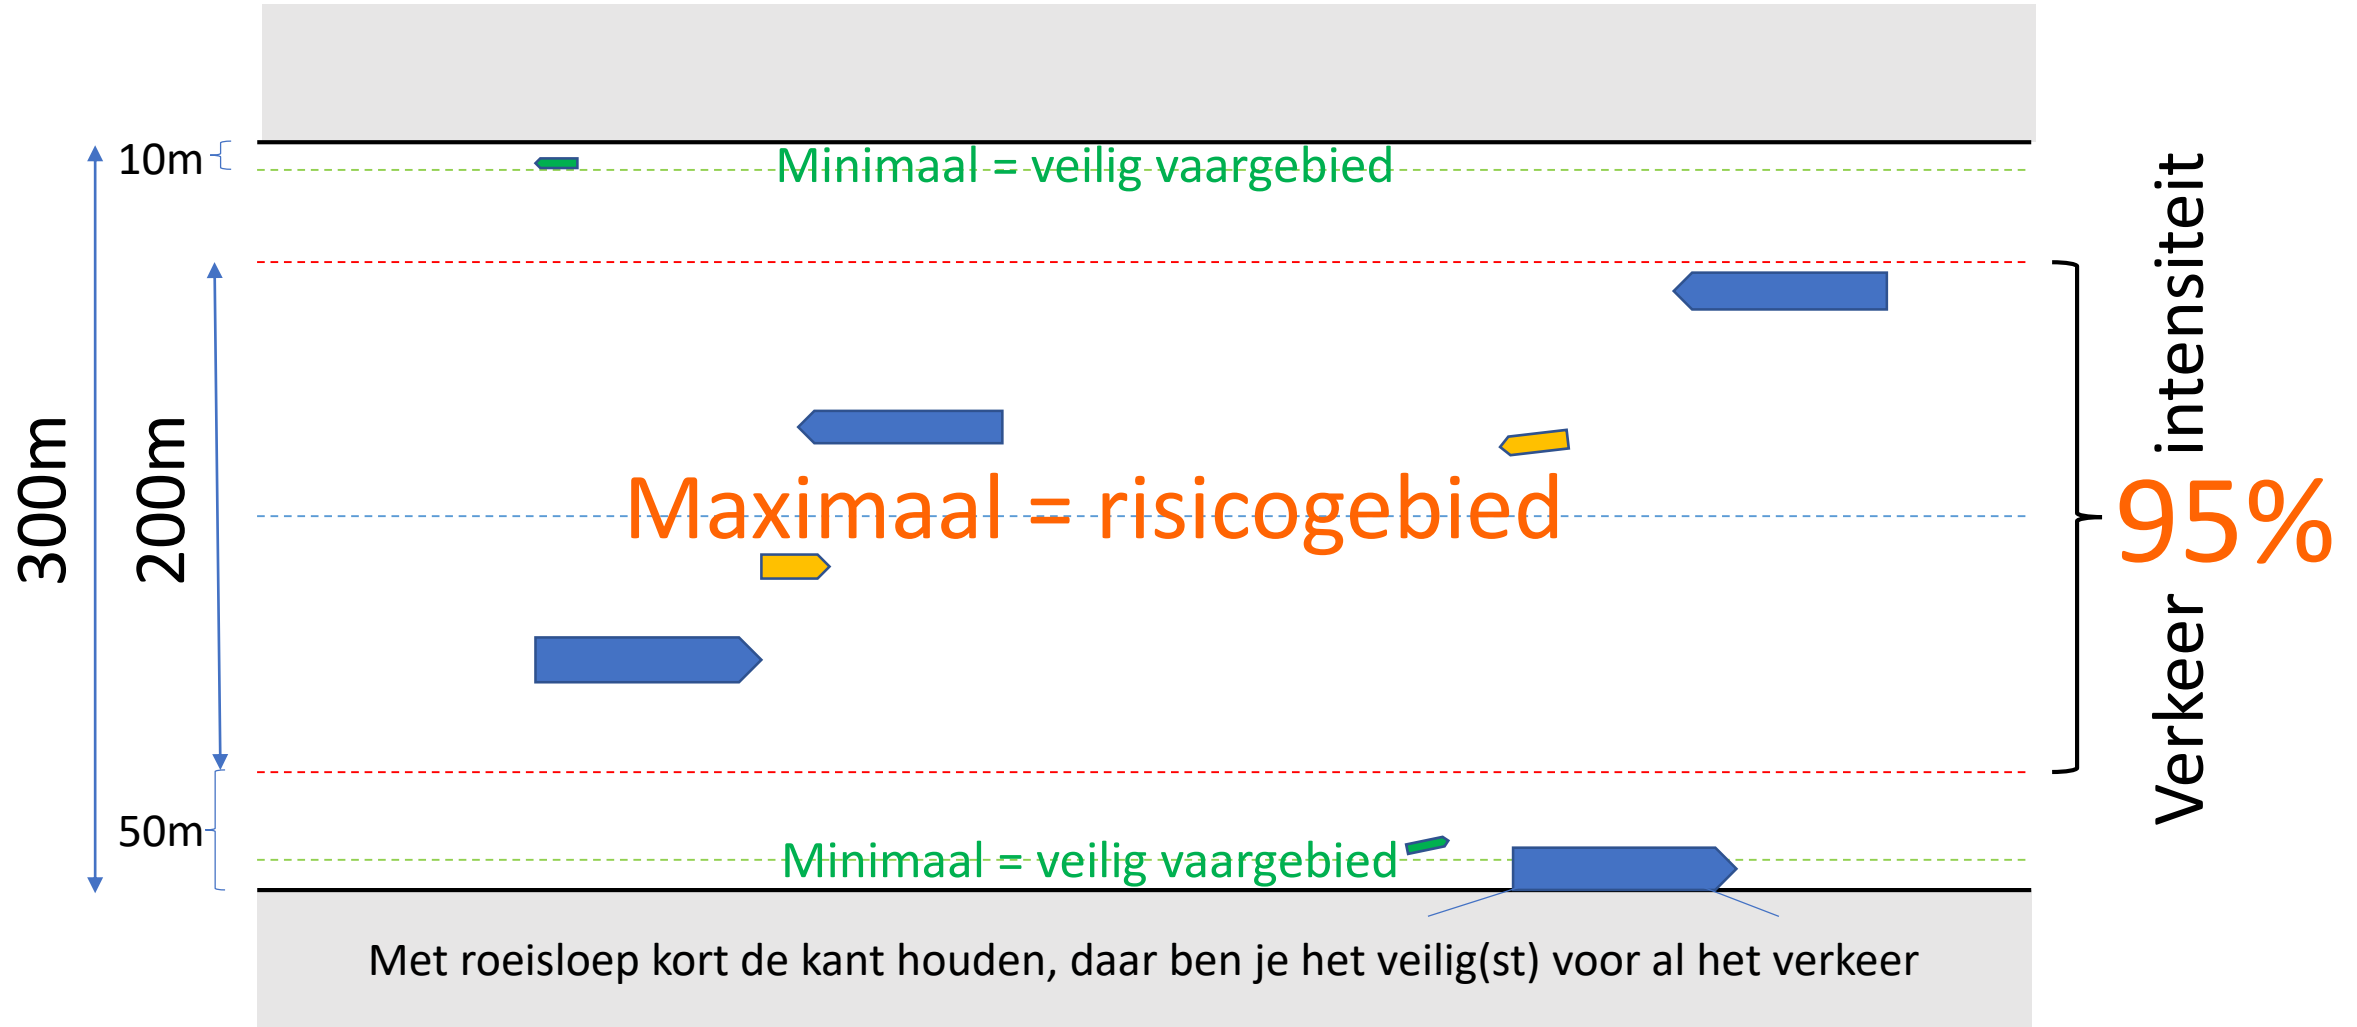 10m
Minimaal = veilig vaargebied
300m
200m
Maximaal = risicogebied
Verkeer intensiteit
95%
50m
Minimaal = veilig vaargebied
Met roeisloep kort de kant houden, daar ben je het veilig(st) voor al het verkeer